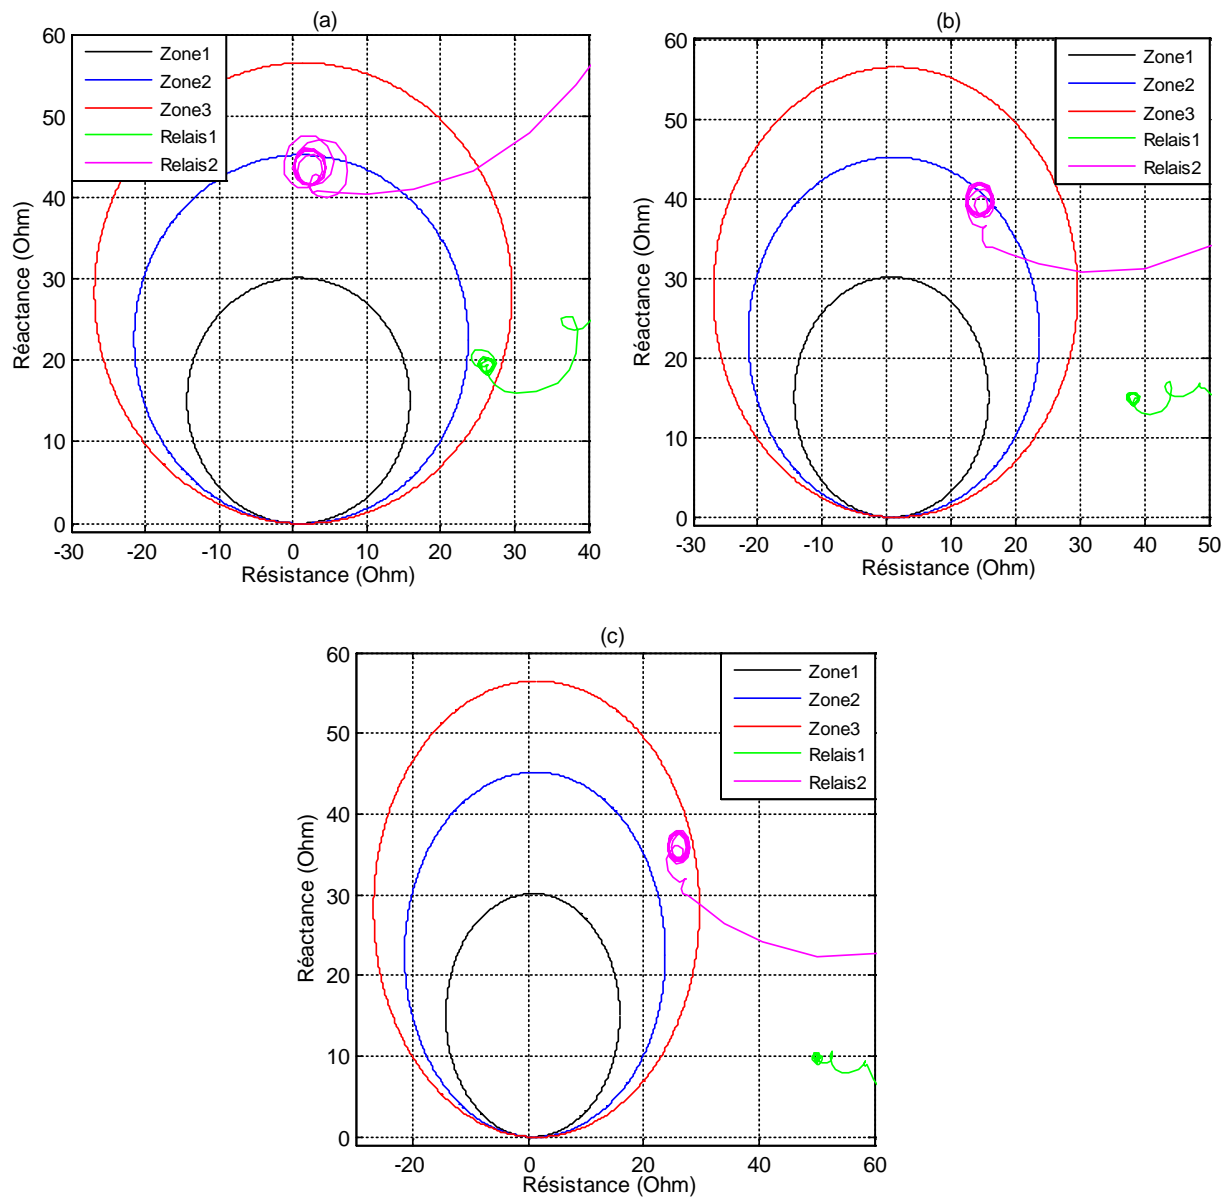 (a)
60
50
40
30
20
10
0
Réactance (Ohm)
Zone1
Zone2
Zone3
Relais1
Relais2
-30 -20 -10 0 10 20 30 40
Résistance (Ohm)
(b)
60
50
40
30
20
10
0
Réactance (Ohm)
Zone1
Zone2
Zone3
Relais1
Relais2
-30 -20 -10 0 10 20 30 40 50
Résistance (Ohm)
(c)
60
50
40
30
20
10
0
Réactance (Ohm)
Zone1
Zone2
Zone3
Relais1
Relais2
-20 0 20 40 60
Résistance (Ohm)